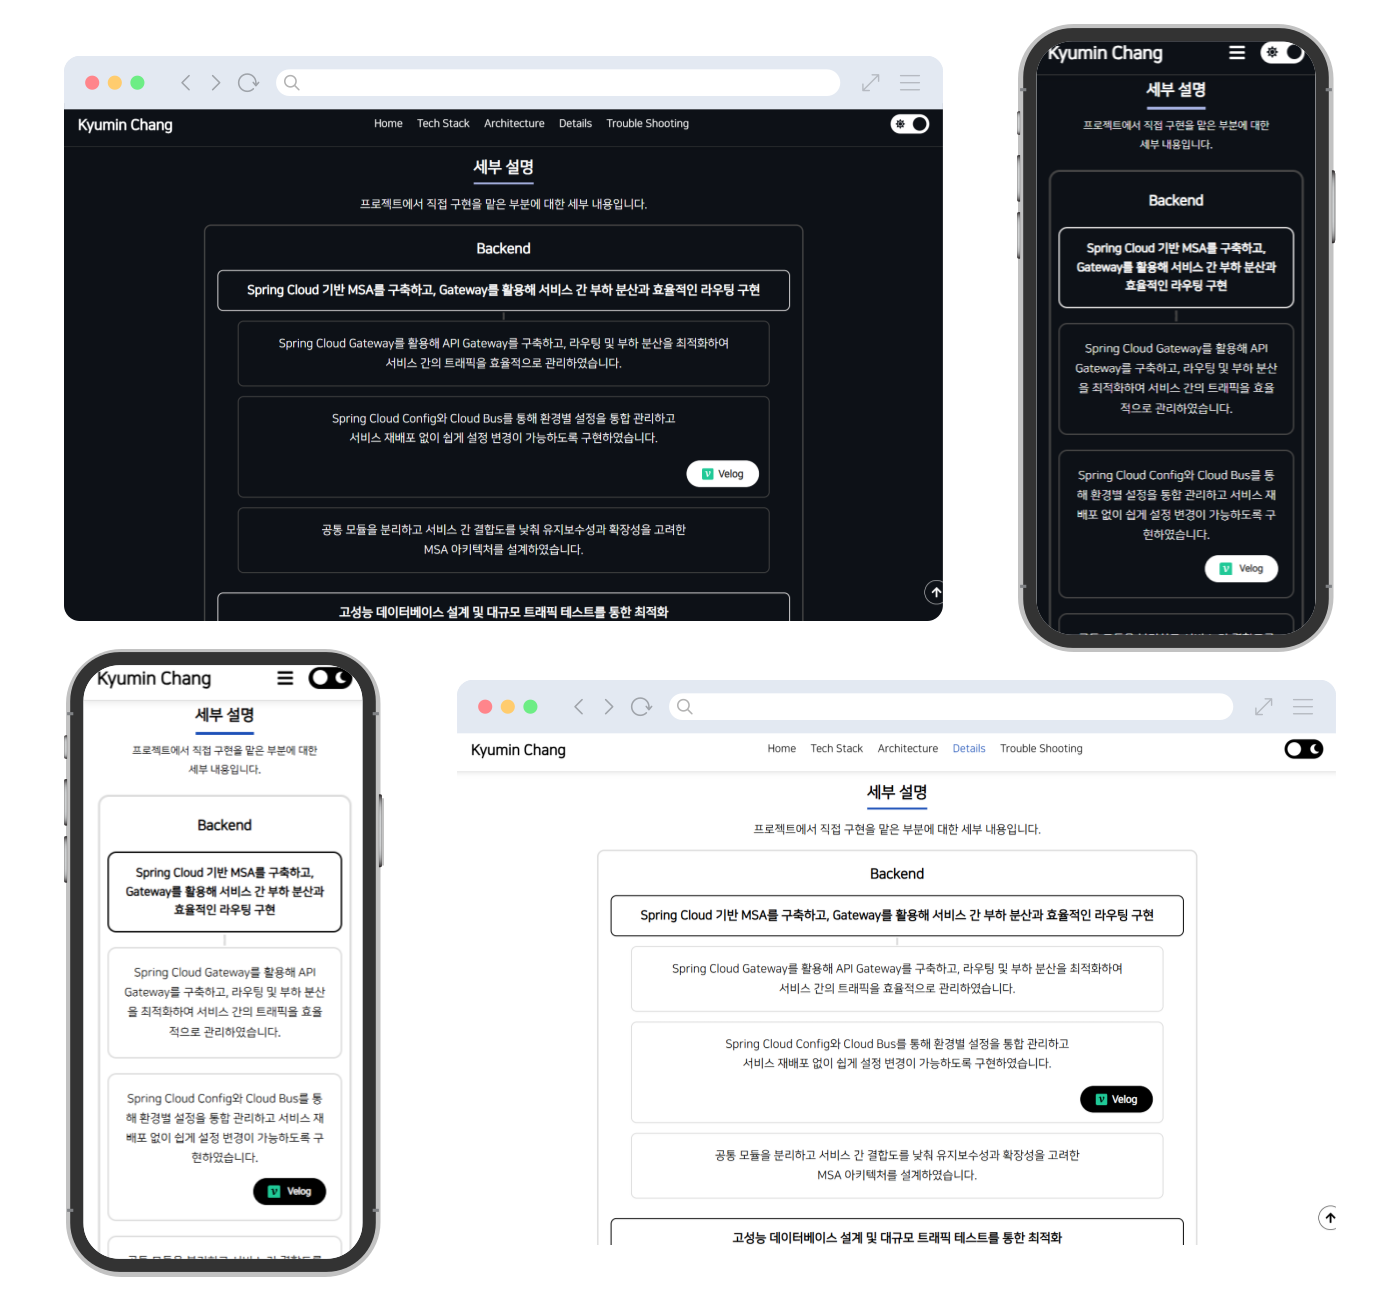 Kyumin Chang
Home Tech Stack Architecture Details Trouble Shooting
세부 설명
프로젝트에서 직접 구현을 맡은 부분에 대한 세부 내용입니다.
Backend
Spring Cloud 기반 MSA를 구축하고, Gateway를 활용해 서비스 간 부하 분산과 효율적인 라우팅 구현
Spring Cloud Gateway를 활용해 API Gateway를 구축하고, 라우팅 및 부하 분산을 최적화하여
서비스 간의 트래픽을 효율적으로 관리하였습니다.
Spring Cloud Config와 Cloud Bus를 통해 환경별 설정을 통합 관리하고
서비스 재배포 없이 쉽게 설정 변경이 가능하도록 구현하였습니다.
Velog
공통 모듈을 분리하고 서비스 간 결합도를 낮춰 유지보수성과 확장성을 고려한
MSA 아키텍처를 설계하였습니다.
고성능 데이터베이스 설계 및 대규모 트래픽 테스트를 통한 최적화
Kyumin Chang
세부 설명
프로젝트에서 직접 구현을 맡은 부분에 대한
세부 내용입니다.
Backend
Spring Cloud 기반 MSA를 구축하고,
Gateway를 활용해 서비스 간 부하 분산과
효율적인 라우팅 구현
Spring Cloud Gateway를 활용해 API
Gateway를 구축하고, 라우팅 및 부하 분산
을 최적화하여 서비스 간의 트래픽을 효율
적으로 관리하였습니다.
Spring Cloud Config와 Cloud Bus를 통
해 환경별 설정을 통합 관리하고 서비스 재
배포 없이 쉽게 설정 변경이 가능하도록 구
현하였습니다.
Velog
Kyumin Chang
세부 설명
프로젝트에서 직접 구현을 맡은 부분에 대한
세부 내용입니다.
Backend
Spring Cloud 기반 MSA를 구축하고,
Gateway를 활용해 서비스 간 부하 분산과
효율적인 라우팅 구현
Spring Cloud Gateway를 활용해 API
Gateway를 구축하고, 라우팅 및 부하 분산
을 최적화하여 서비스 간의 트래픽을 효율
적으로 관리하였습니다.
Spring Cloud Config와 Cloud Bus를 통
해 환경별 설정을 통합 관리하고 서비스 재
배포 없이 쉽게 설정 변경이 가능하도록 구
현하였습니다.
Velog
Kyumin Chang
Home Tech Stack Architecture Details Trouble Shooting
세부 설명
프로젝트에서 직접 구현을 맡은 부분에 대한 세부 내용입니다.
Backend
Spring Cloud 기반 MSA를 구축하고, Gateway를 활용해 서비스 간 부하 분산과 효율적인 라우팅 구현
Spring Cloud Gateway를 활용해 API Gateway를 구축하고, 라우팅 및 부하 분산을 최적화하여
서비스 간의 트래픽을 효율적으로 관리하였습니다.
Spring Cloud Config와 Cloud Bus를 통해 환경별 설정을 통합 관리하고
서비스 재배포 없이 쉽게 설정 변경이 가능하도록 구현하였습니다.
Velog
공통 모듈을 분리하고 서비스 간 결합도를 낮춰 유지보수성과 확장성을 고려한
MSA 아키텍처를 설계하였습니다.
고성능 데이터베이스 설계 및 대규모 트래픽 테스트를 통한 최적화